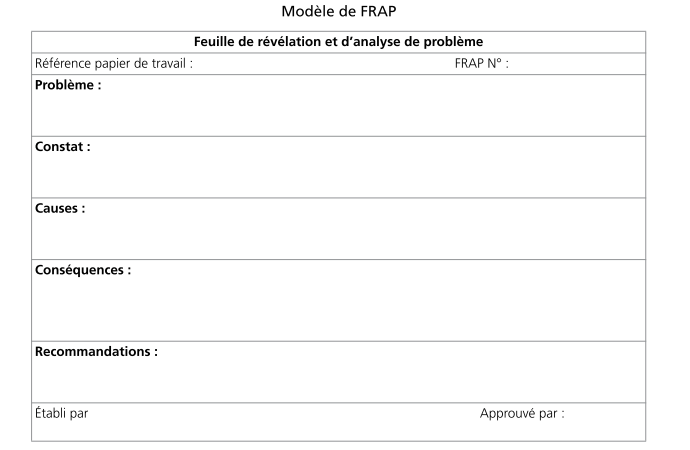 Modèle de FRAP
Feuille de révélation et d’analyse de problème
Référence papier de travail : FRAP N° :
Problème :
Constat :
Causes :
Conséquences :
Recommandations :
Établi par Approuvé par :